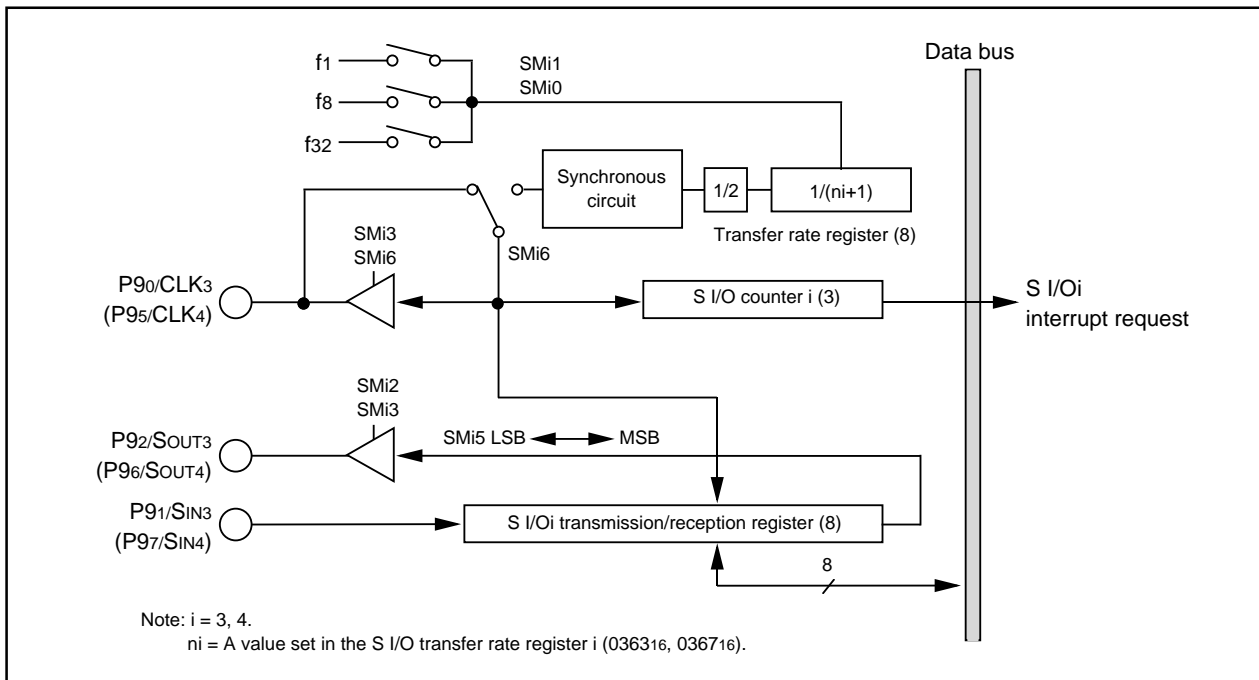 Data bus
f1
SMi1
SMi0
f8
f32
Synchronous
circuit
1/2
1/(ni+1)
Transfer rate register (8)
SMi6
SMi3
SMi6
P90/CLK3
(P95/CLK4)
S I/O counter i (3)
S I/Oi
interrupt request
SMi2
SMi3
SMi5 LSB
MSB
P92/SOUT3
(P96/SOUT4)
P91/SIN3
(P97/SIN4)
S I/Oi transmission/reception register (8)
8
Note: i = 3, 4.
ni = A value set in the S I/O transfer rate register i (036316, 036716).